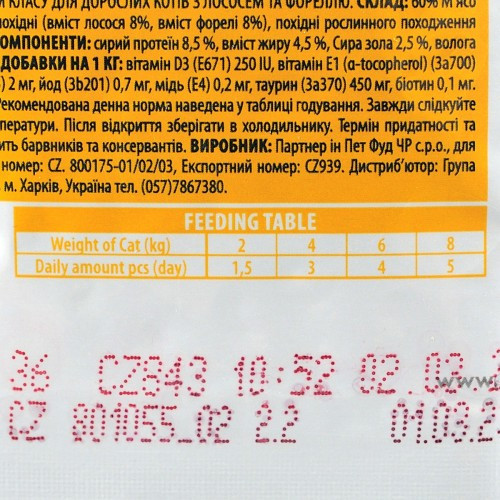 КЛАСУ ДЛЯ ДОРОСЛИХ КОТІВ З ЛОСОСЕМ ТА ФОРЕЛЛЮ. СКЛАД: 60% М'ясо
похідні (вміст лосося 8%, вміст форелі 8%), похідні рослинного походження
КОМПОНЕНТИ: сирий протеїн 8,5 %, вміст жиру 4,5 %, Сира зола 2,5 %, волога
ДОБАВКИ НА 1 КГ: вітамін D3 (E671) 250 IU, вітамін E1 (α-tocopherol) (3a700)
) 2 мг, йод (3b201) 0,7 мг, мідь (E4) 0,2 мг, таурин (3a370) 450 мг, біотин 0,1 мг.
Рекомендована денна норма наведена у таблиці годування. Завжди слідкуйте
ператури. Після відкриття зберігати в холодильнику. Термін придатності та
ить барвників та консервантів. ВИРОБНИК: Партнер ін Пет Фуд ЧР с.р.о., для
номер: CZ. 800175-01/02/03, Експортний номер: CZ939. Дистриб'ютор: Група
м. Харків, Україна тел. (057)7867380.
FEEDING TABLE
Weight of Cat (kg) 2 4 6 8
Daily amount pcs (day) 1,5 3 4 5
36 CZ943 10:52 02.02
CZ 801055.02 2.2 01.03.2